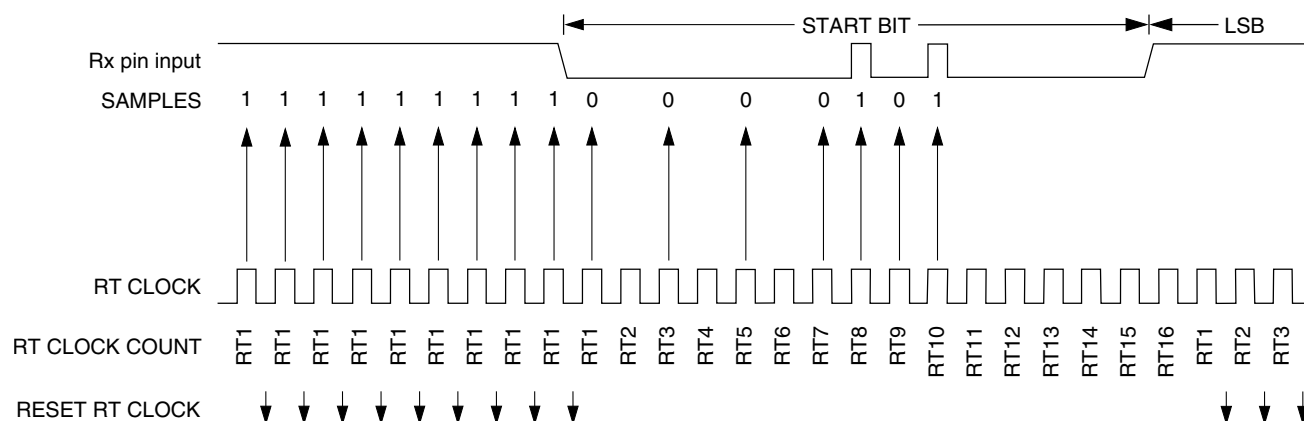 START BIT LSB
Rx pin input
SAMPLES 1 1 1 1 1 1 1 1 1 0 0 0 0 1 0 1
RT CLOCK
RT CLOCK COUNT RT1 RT1 RT1 RT1 RT1 RT1 RT1 RT1 RT1 RT1 RT2 RT3 RT4 RT5 RT6 RT7 RT8 RT9 RT10 RT11 RT12 RT13 RT14 RT15 RT16 RT1 RT2 RT3
RESET RT CLOCK